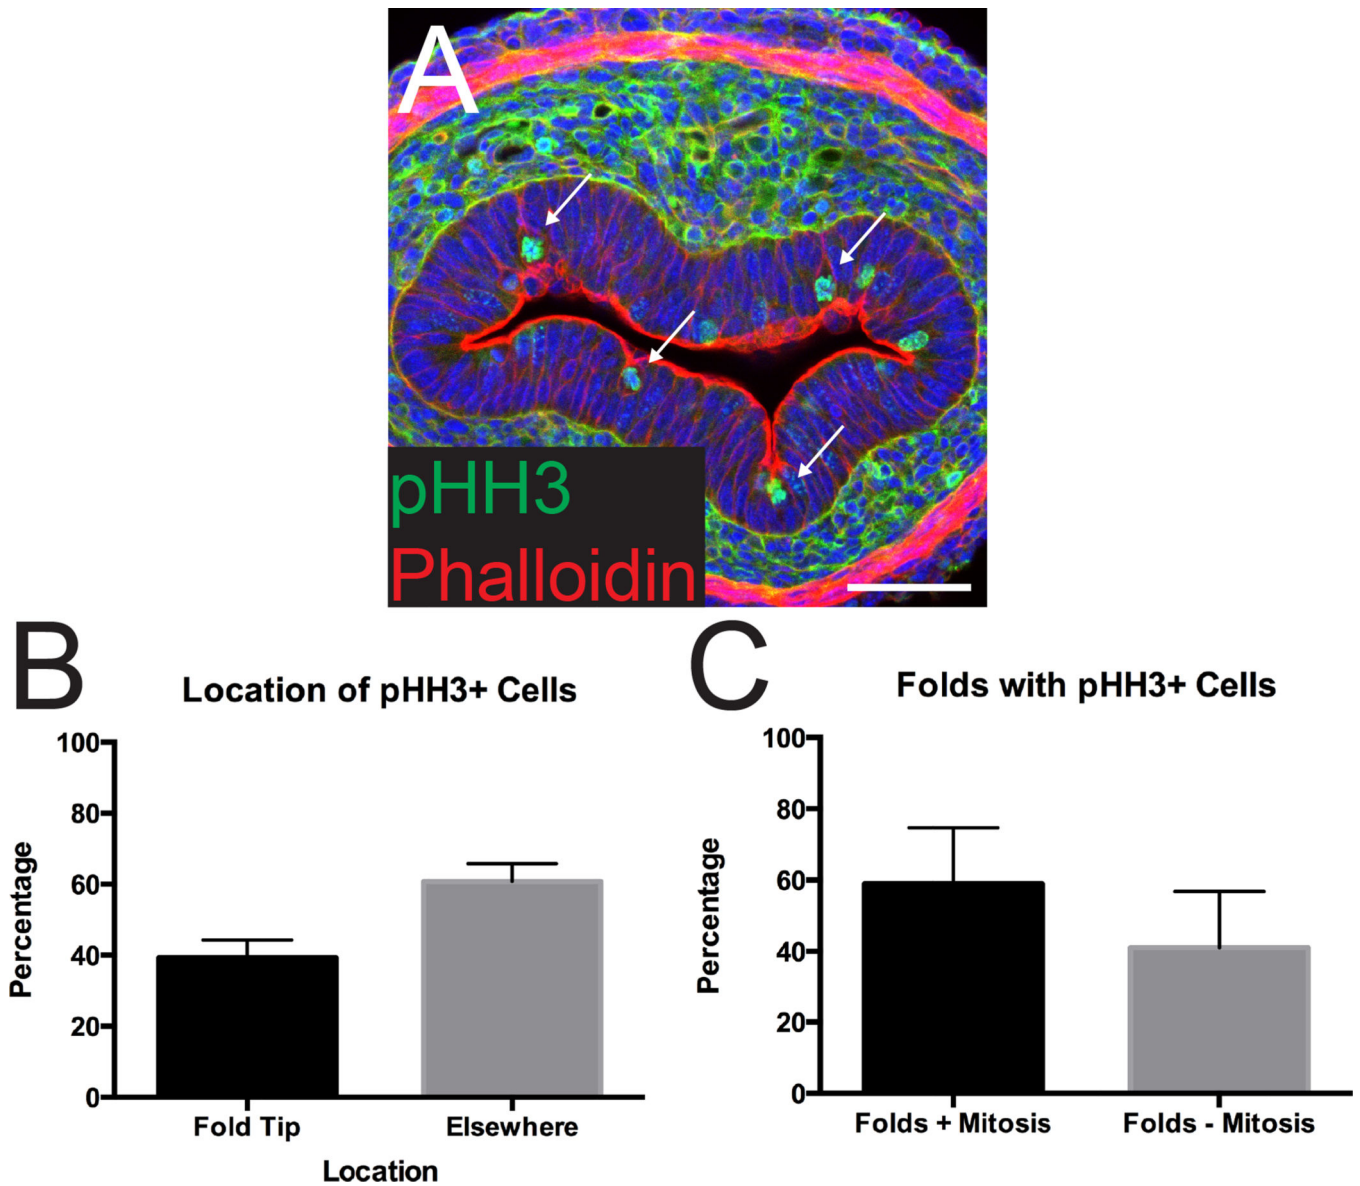 A
pHH3
Phalloidin
B
Location of pHH3+ Cells
100
80
60
40
20
0
Percentage
Fold Tip
Elsewhere
Location
C
Folds with pHH3+ Cells
100
80
60
40
20
0
Percentage
Folds + Mitosis
Folds - Mitosis